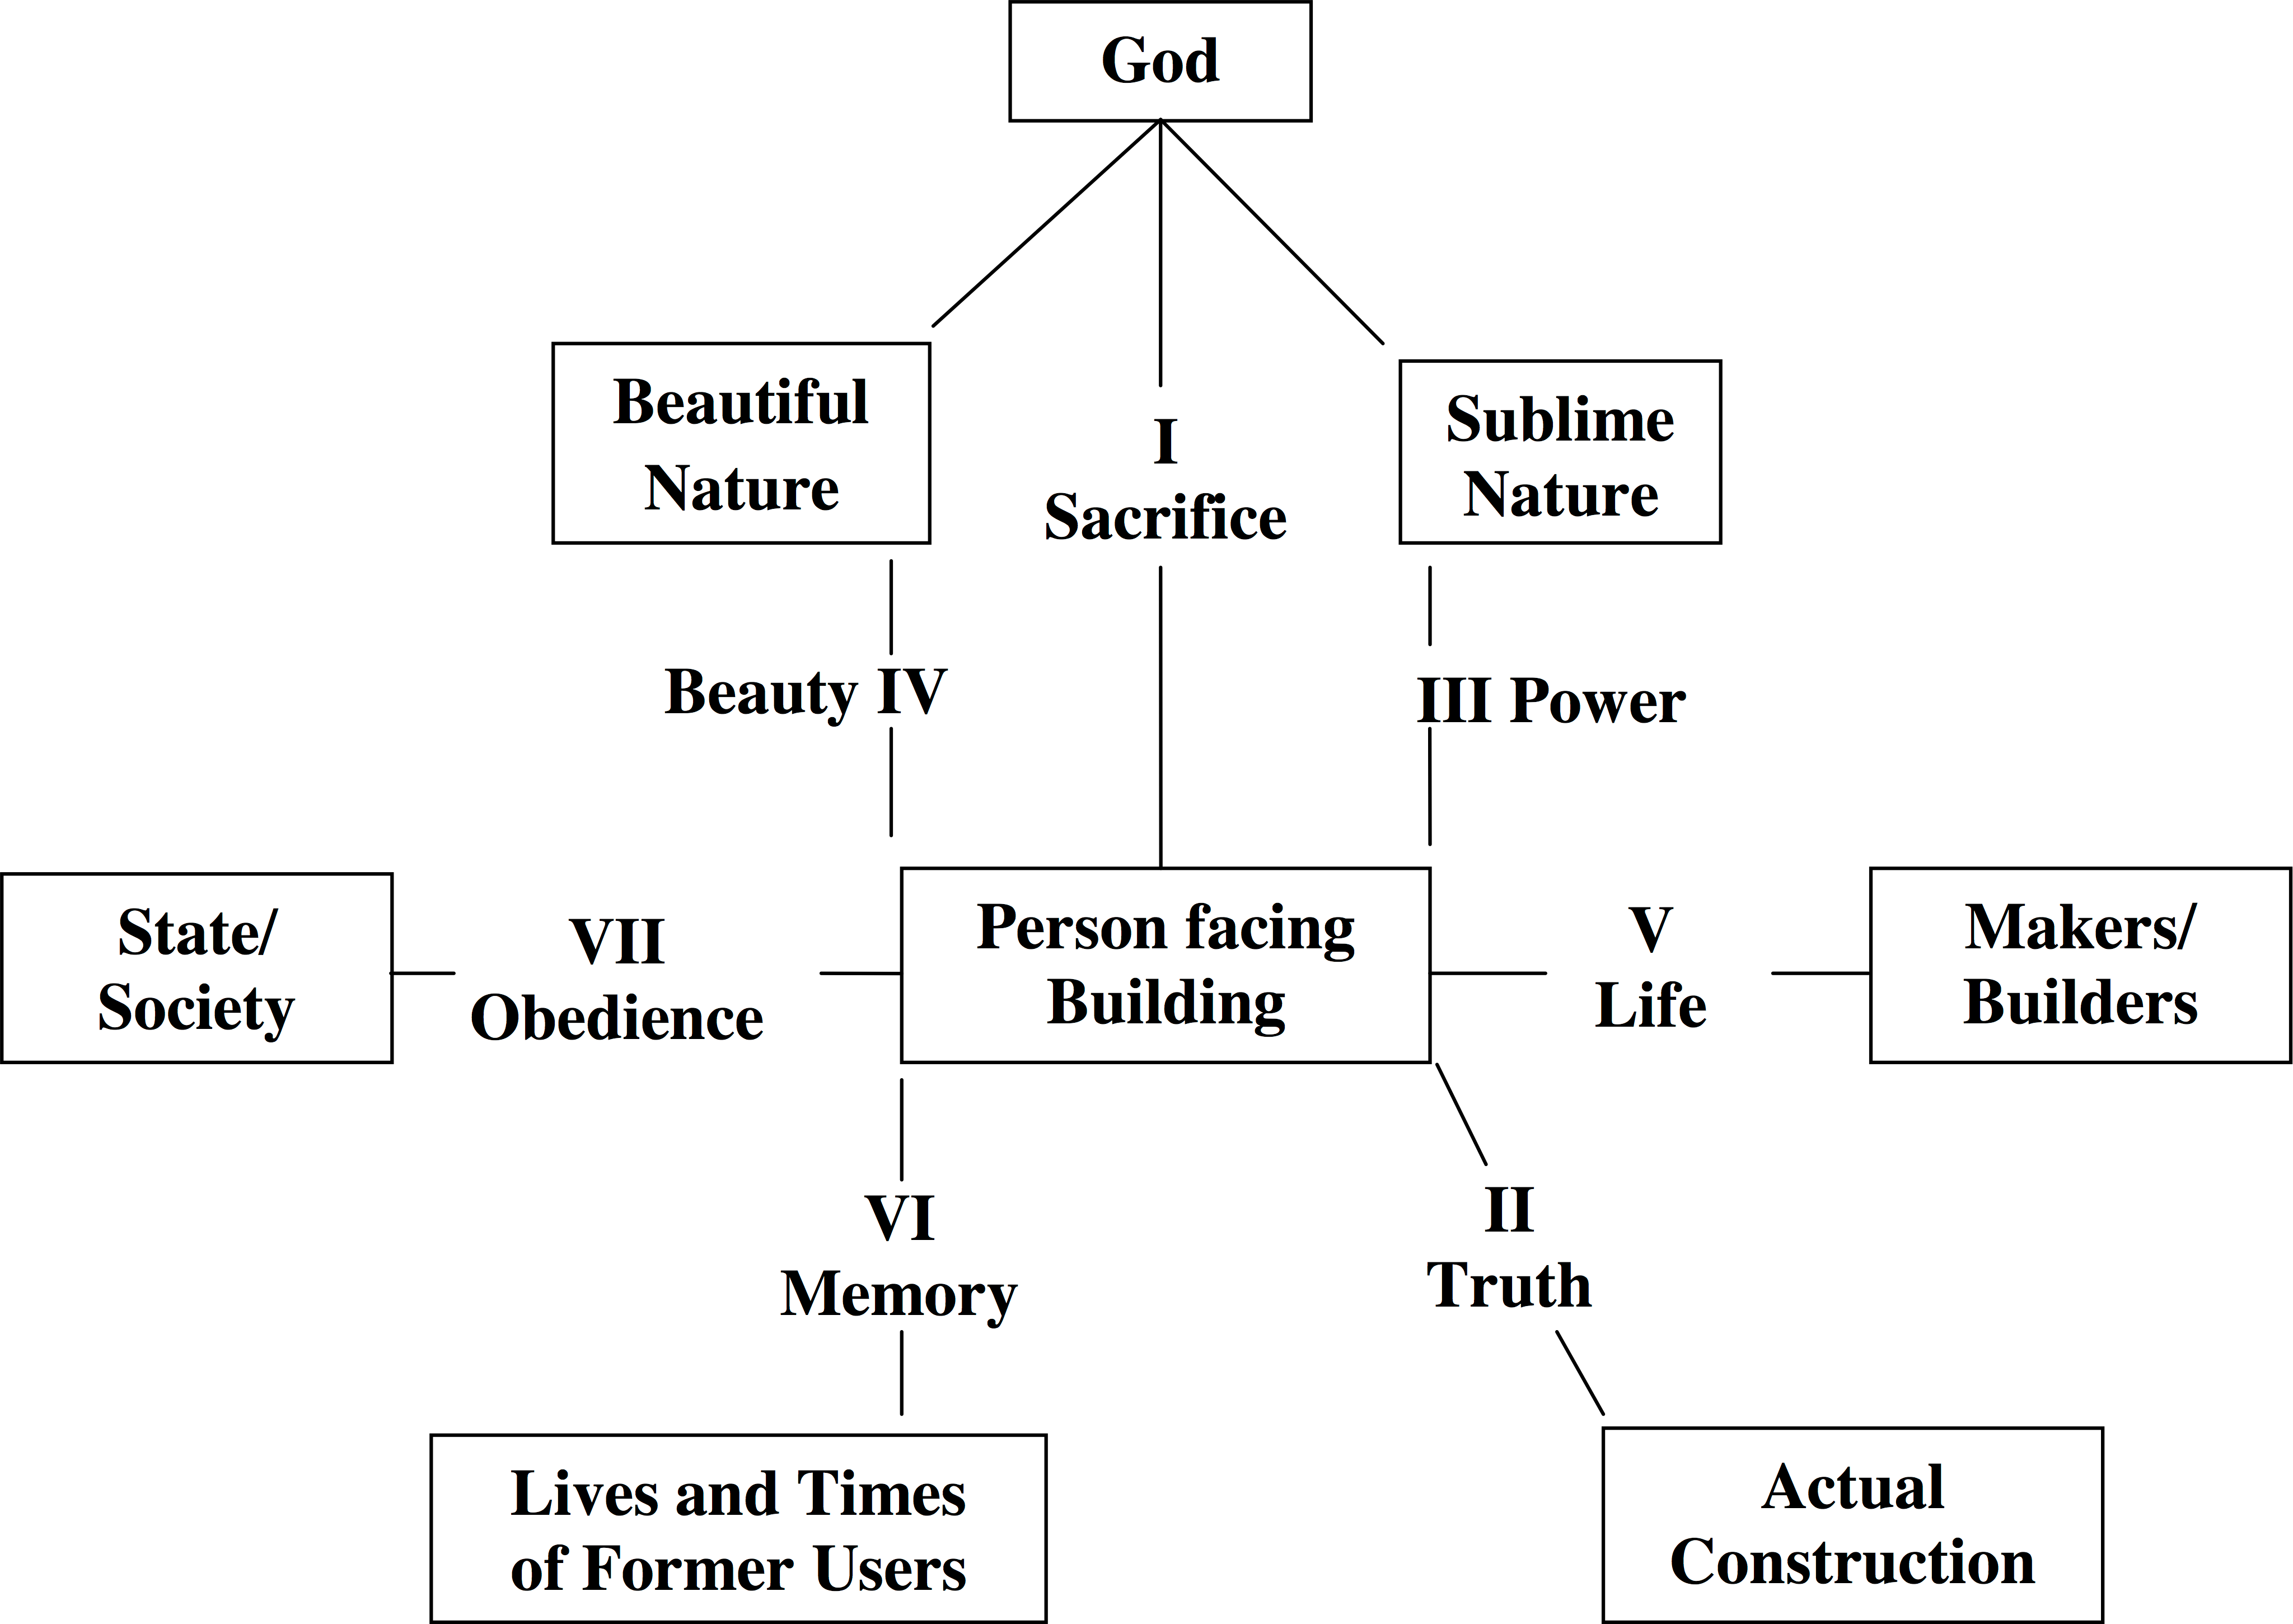 God
Beautiful
Nature
I
Sacrifice
Sublime
Nature
Beauty IV
III Power
State/
Society
VII
Obedience
Person facing
Building
V
Life
Makers/
Builders
VI
Memory
II
Truth
Lives and Times
of Former Users
Actual
Construction